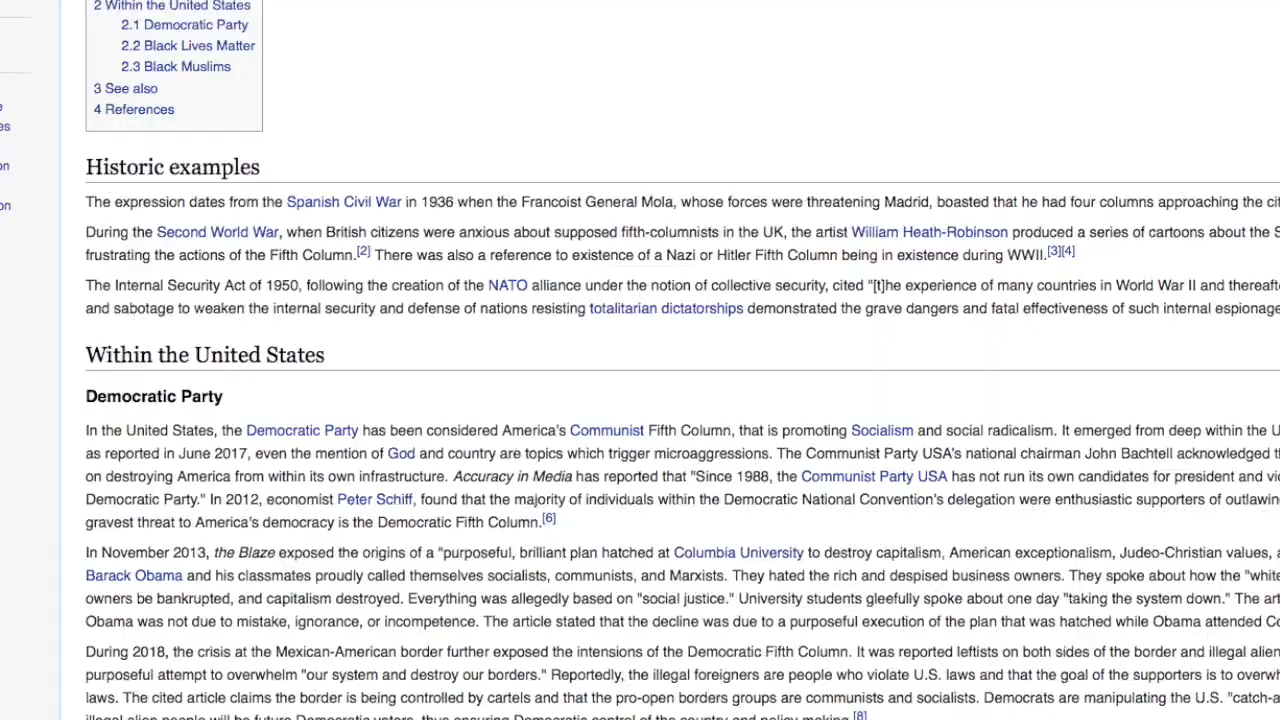 2 Within the United States
2.1 Democratic Party
2.2 Black Lives Matter
2.3 Black Muslims
3 See also
4 References
Historic examples
The expression dates from the Spanish Civil War in 1936 when the Francoist General Mola, whose forces were threatening Madrid, boasted that he had four columns approaching the
During the Second World War, when British citizens were anxious about supposed fifth-columnists in the UK, the artist William Heath-Robinson produced a series of cartoons about the
frustrating the actions of the Fifth Column.[2] There was also a reference to existence of a Nazi or Hitler Fifth Column being in existence during WWII.[3][4]
The Internal Security Act of 1950, following the creation of the NATO alliance under the notion of collective security, cited "[t]he experience of many countries in World War II and
and sabotage to weaken the internal security and defense of nations resisting totalitarian dictatorships demonstrated the grave dangers and fatal effectiveness of such internal
Within the United States
Democratic Party
In the United States, the Democratic Party has been considered America's Communist Fifth Column, that is promoting Socialism and social radicalism. It emerged from deep within the
as reported in June 2017, even the mention of God and country are topics which trigger microaggressions. The Communist Party USA's national chairman John Bachtell acknowledged
on destroying America from within its own infrastructure. Accuracy in Media has reported that "Since 1988, the Communist Party USA has not run its own candidates for president and
Democratic Party." In 2012, economist Peter Schiff, found that the majority of individuals within the Democratic National Convention's delegation were enthusiastic supporters of
gravest threat to America's democracy is the Democratic Fifth Column.[6]
In November 2013, the Blaze exposed the origins of a "purposeful, brilliant plan hatched at Columbia University to destroy capitalism, American exceptionalism, Judeo-Christian values,
Barack Obama and his classmates proudly called themselves socialists, communists, and Marxists. They hated the rich and despised business owners. They spoke about how the
owners be bankrupted, and capitalism destroyed. Everything was allegedly based on "social justice." University students gleefully spoke about one day "taking the system down." The
Obama was not due to mistake, ignorance, or incompetence. The article stated that the decline was due to a purposeful execution of the plan that was hatched while Obama attended
During 2018, the crisis at the Mexican-American border further exposed the intensions of the Democratic Fifth Column. It was reported leftists on both sides of the border and illegal
purposeful attempt to overwhelm "our system and destroy our borders." Reportedly, the illegal foreigners are people who violate U.S. laws and that the goal of the supporters is to
laws. The cited article claims the border is being controlled by cartels and that the pro-open borders groups are communists and socialists. Democrats are manipulating the U.S.
illegal alien people will be future Democratic voters, thus ensuring Democratic control of the country and policy making.[8]